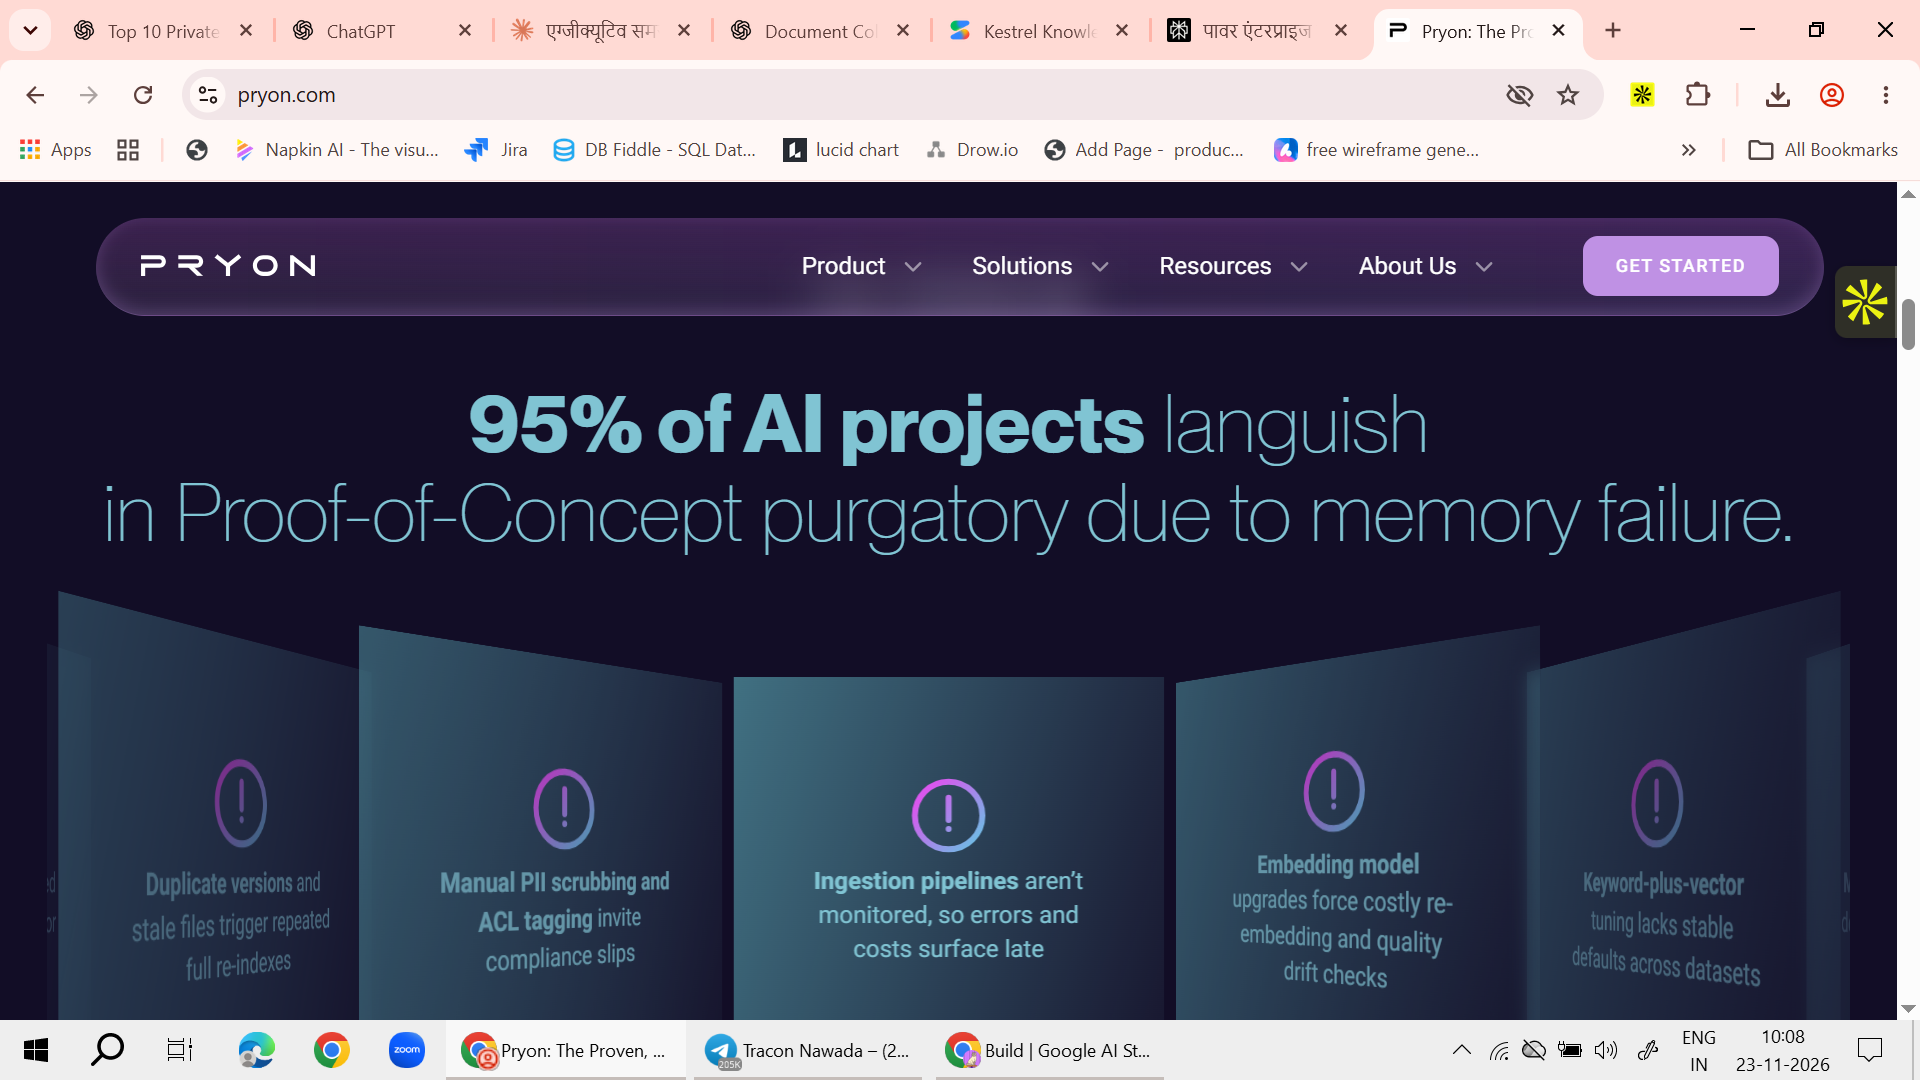 Top 10 Private
ChatGPT
एग्जीक्यूटिव सम
Document Col
Kestrel Knowle
पावर एंटरप्राइज
Pryon: The Pro
pryon.com
Apps
Napkin AI - The visu...
Jira
DB Fiddle - SQL Dat...
lucid chart
Drow.io
Add Page - produc...
free wireframe gene...
All Bookmarks
PRYON
Product
Solutions
Resources
About Us
GET STARTED
95% of AI projects languish
in Proof-of-Concept purgatory due to memory failure.
Duplicate versions and
stale files trigger repeated
full re-indexes
Manual PII scrubbing and
ACL tagging invite
compliance slips
Ingestion pipelines aren't
monitored, so errors and
costs surface late
Embedding model
upgrades force costly re-
embedding and quality
drift checks
Keyword-plus-vector
tuning lacks stable
defaults across datasets
zoom
Pryon: The Proven, ...
205K
Tracon Nawada – (2...
Build | Google AI St...
ENG
IN
10:08
23-11-2026